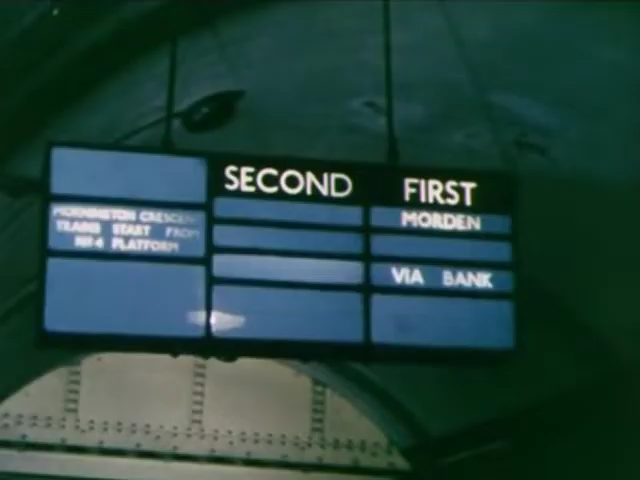 SECOND
FIRST
MORNINGTON CRESCENT
TRAINS START FROM
NO 4 PLATFORM
MORDEN
VIA BANK